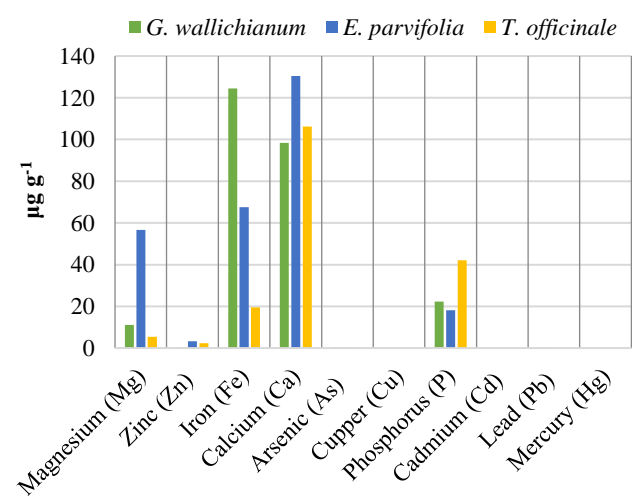 G. wallichianum E. parvifolia T. officinale
140
120
100
80
60
40
20
0
µg g-1
Magnesium (Mg)
Zinc (Zn)
Iron (Fe)
Calcium (Ca)
Arsenic (As)
Cupper (Cu)
Phosphorus (P)
Cadmium (Cd)
Lead (Pb)
Mercury (Hg)